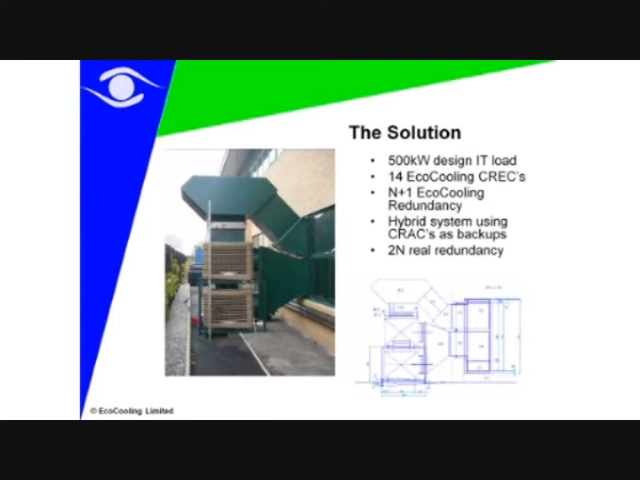 The Solution
• 500kW design IT load
• 14 EcoCooling CREC's
• N+1 EcoCooling
Redundancy
• Hybrid system using
CRAC's as backups
• 2N real redundancy
© EcoCooling Limited